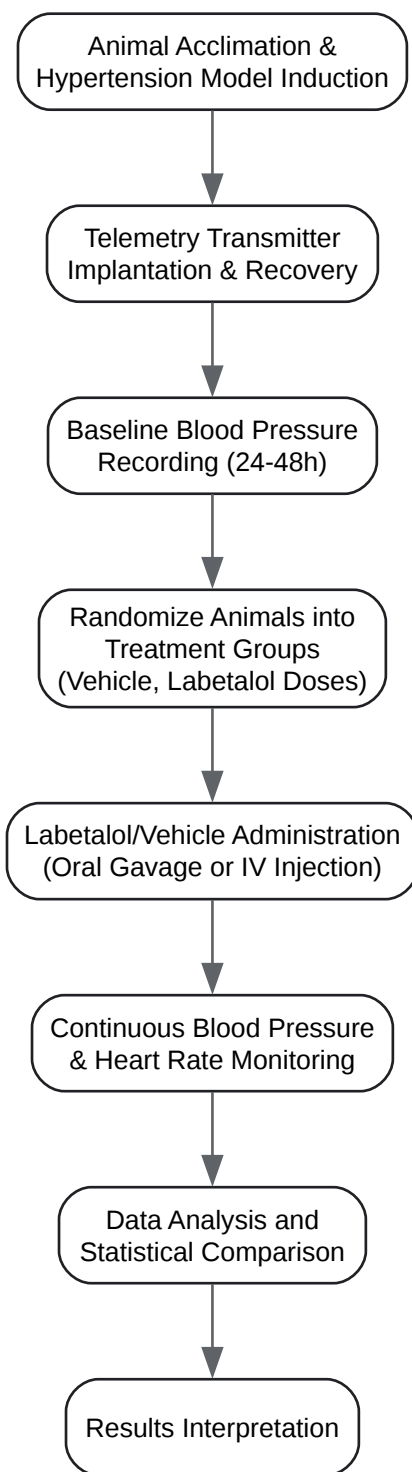 Animal Acclimation &
Hypertension Model Induction
Telemetry Transmitter
Implantation & Recovery
Baseline Blood Pressure
Recording (24-48h)
Randomize Animals into
Treatment Groups
(Vehicle, Labetalol Doses)
Labetalol/Vehicle Administration
(Oral Gavage or IV Injection)
Continuous Blood Pressure
& Heart Rate Monitoring
Data Analysis and
Statistical Comparison
Results Interpretation